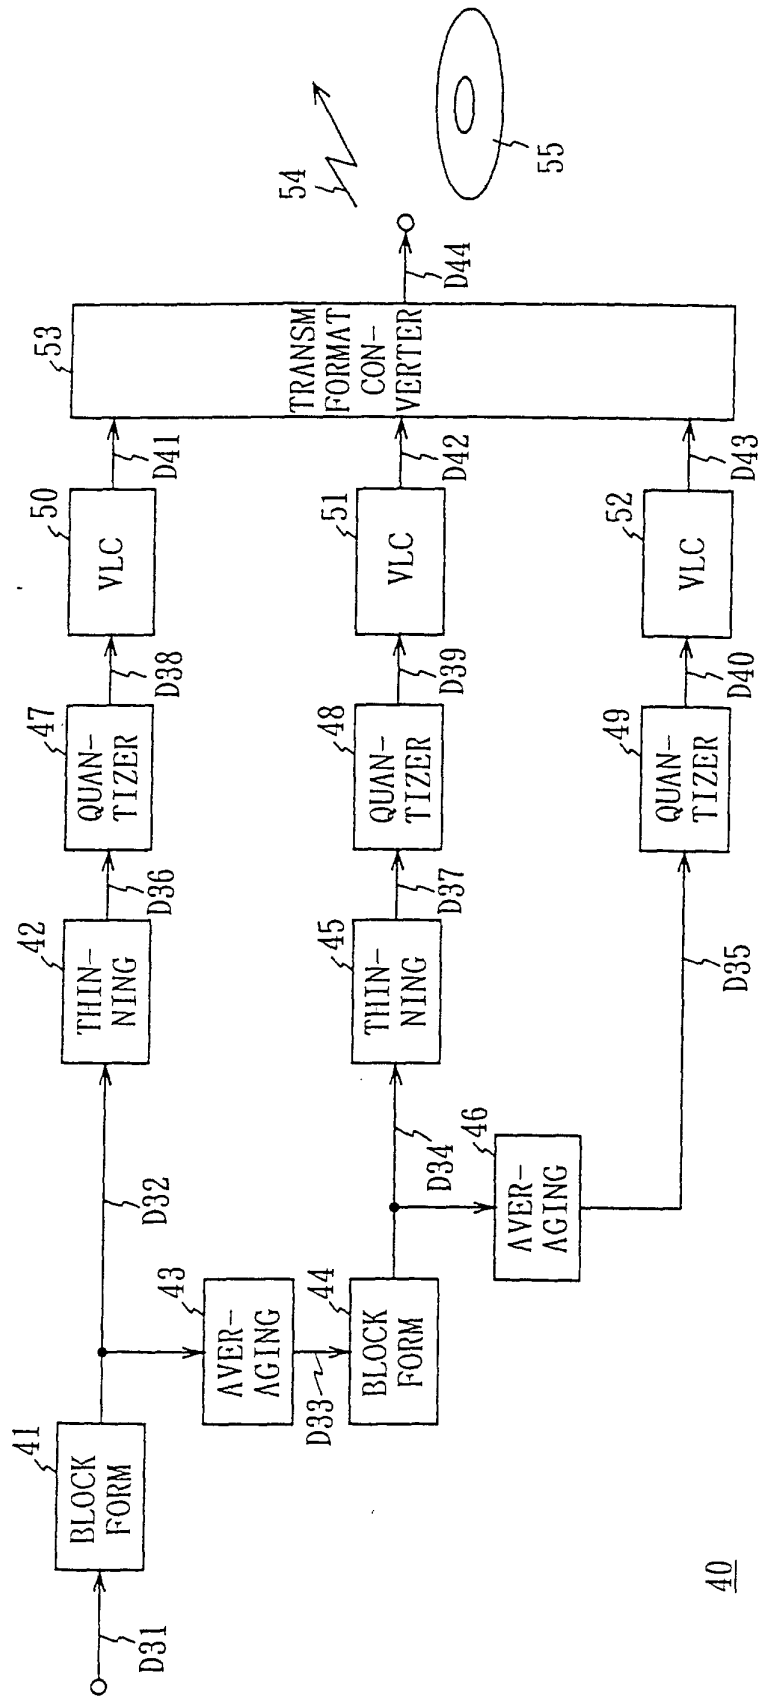 D31
41
BLOCK
FORM
D32
43
AVER-
AGING
D33
44
BLOCK
FORM
D34
46
AVER-
AGING
D35
42
THIN-
NING
D36
47
QUAN-
TIZER
D38
50
VLC
D41
45
THIN-
NING
D37
48
QUAN-
TIZER
D39
51
VLC
D42
49
QUAN-
TIZER
D40
52
VLC
D43
53
TRANSM
FORMAT
CON-
VERTER
D44
54
55
40